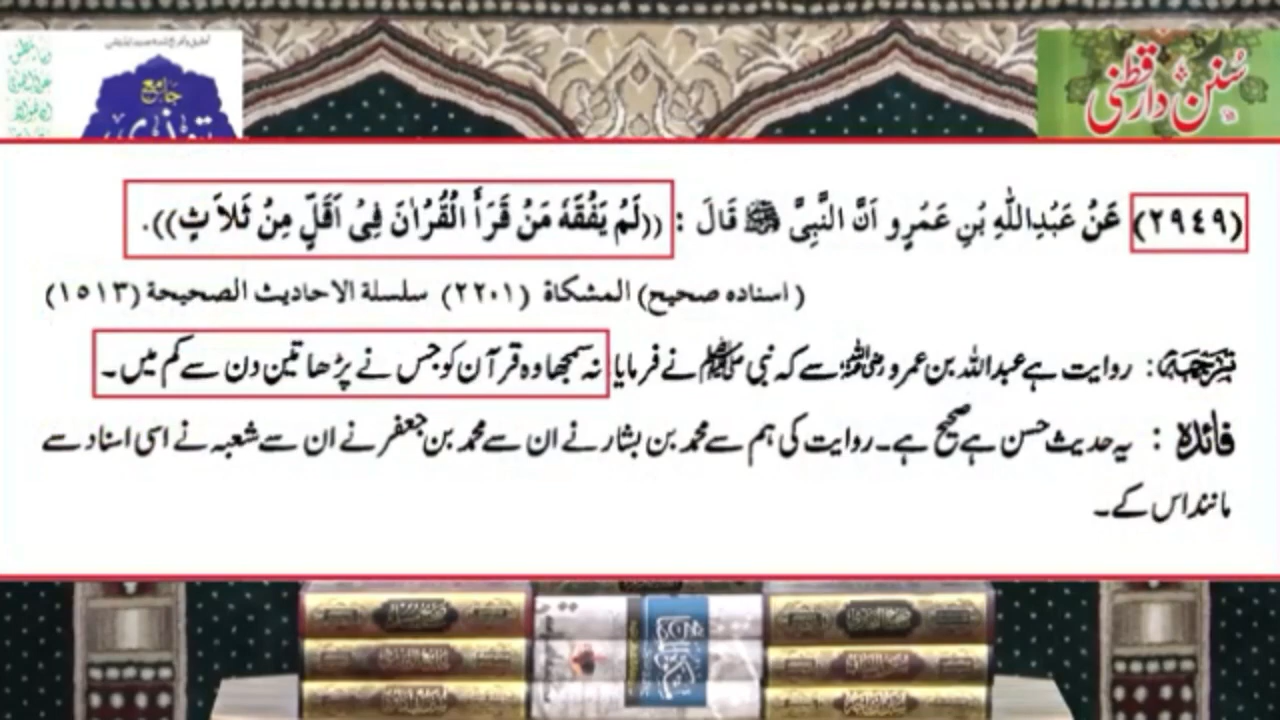 جامع
سُنن دارقطنی
(٢٩٤٩) عَنْ عَبْدِاللّٰهِ بْنِ عَمْرٍو اَنَّ النَّبِيَّ ﷺ قَالَ : ((لَمْ يَفْقَهْ مَنْ قَرَأَ الْقُرْاٰنَ فِيْ اَقَلِّ مِنْ ثَلاَ ثٍ)).
( اسناده صحيح) المشكاة (٢٢٠١) سلسلة الاحاديث الصحيحة (١٥١٣)
ترجمہ : روایت ہے عبداللہ بن عمرو رضی اللہ عنہ سے کہ نبی ﷺ نے فرمایا نہ سمجھا وہ قرآن کو جس نے پڑھا تین دن سے کم میں۔
فائدہ : یہ حدیث حسن ہے صحیح ہے۔ روایت کی ہم سے محمد بن بشار نے ان سے محمد بن جعفر نے ان سے شعبہ نے اسی اسناد سے
مانند اس کے۔